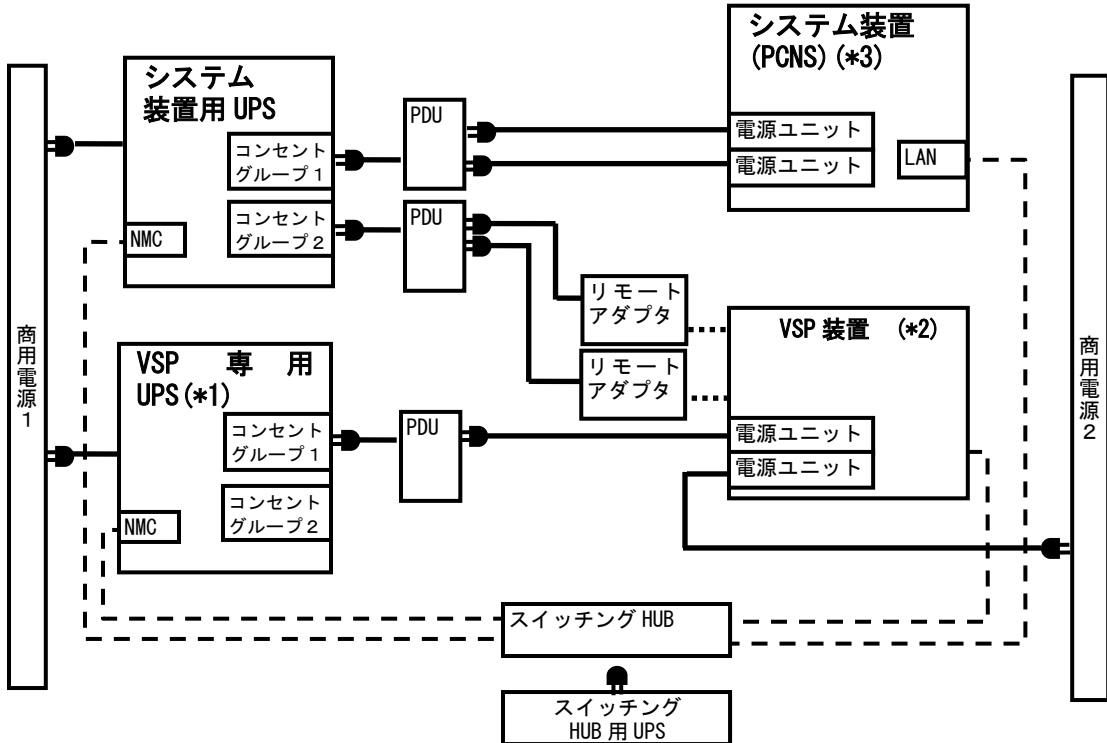 商用電源1
システム
装置用 UPS
コンセント
グループ1
コンセント
グループ2
NMC
PDU
PDU
システム装置
(PCNS) (*3)
電源ユニット
電源ユニット
LAN
リモート
アダプタ
リモート
アダプタ
VSP 専 用
UPS(*1)
コンセント
グループ1
コンセント
グループ2
NMC
PDU
VSP 装置 (*2)
電源ユニット
電源ユニット
商用電源2
スイッチング HUB
スイッチング
HUB 用 UPS